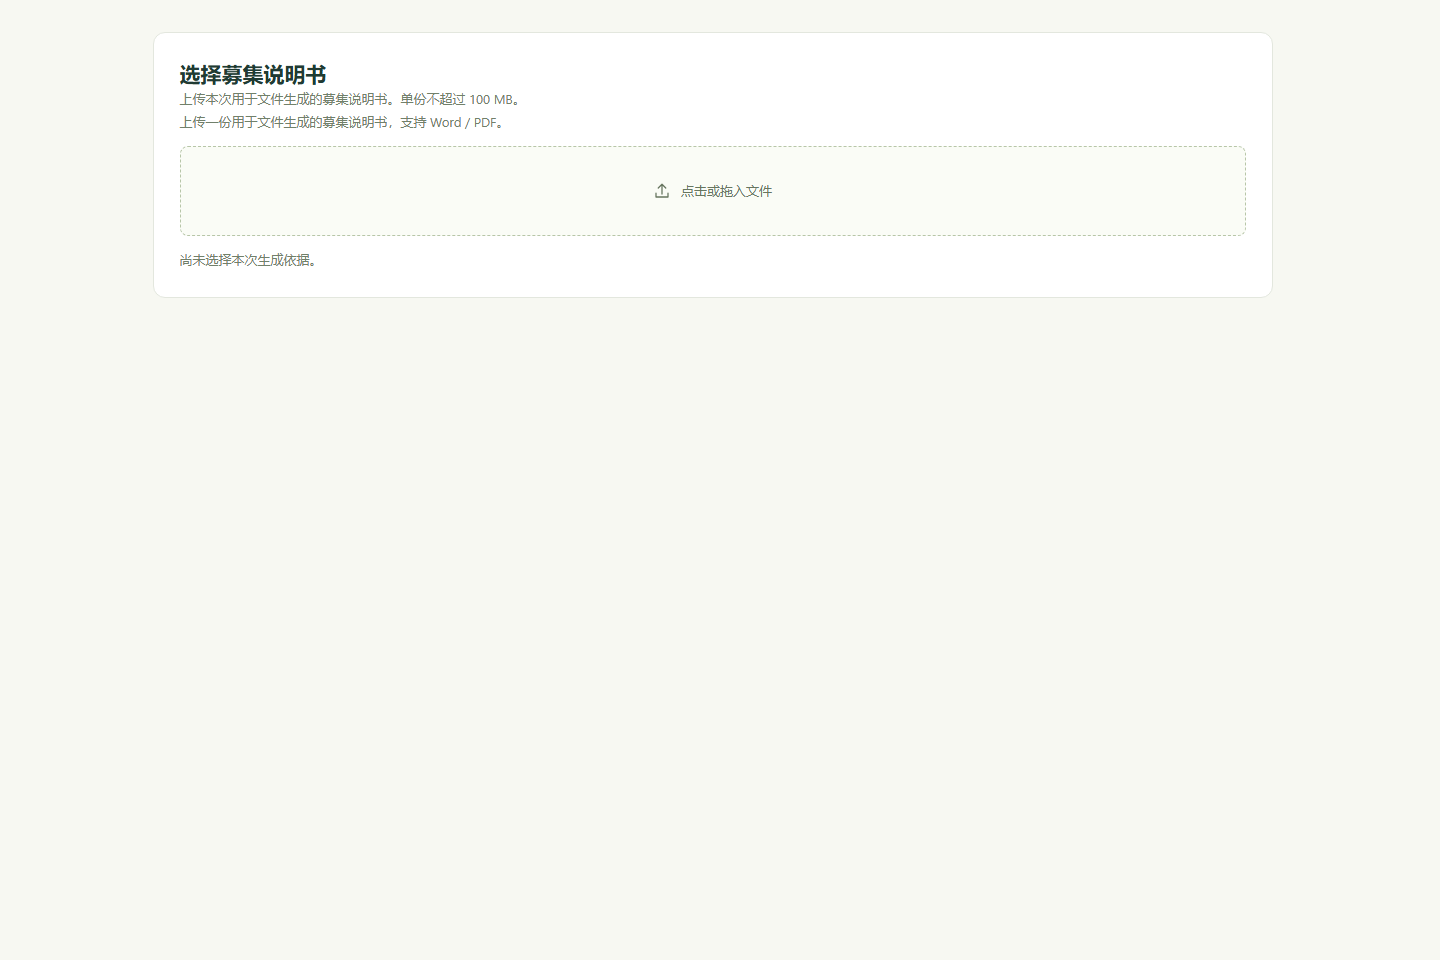 选择募集说明书
上传本次用于文件生成的募集说明书。单份不超过 100 MB。
上传一份用于文件生成的募集说明书，支持 Word / PDF。
点击或拖入文件
尚未选择本次生成依据。